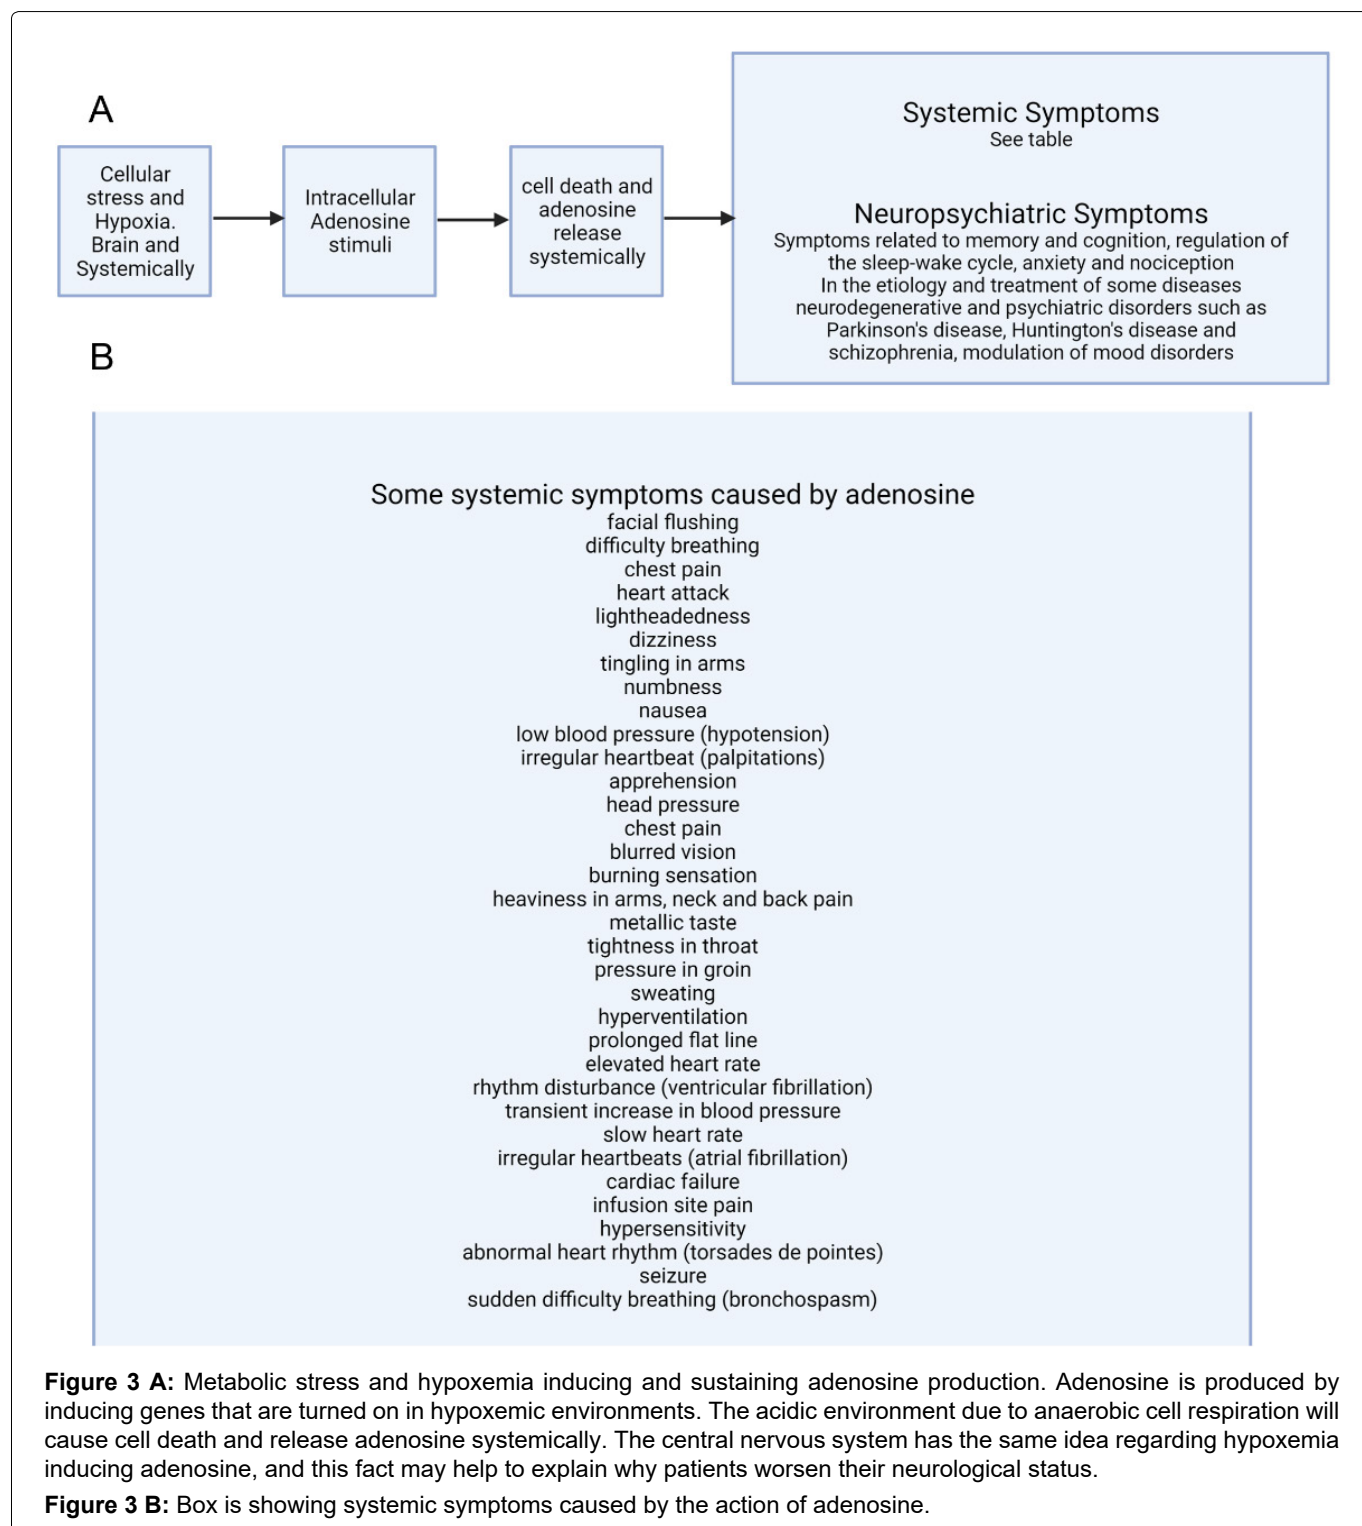 A
Cellular
stress and
Hypoxia.
Brain and
Systemically
Intracellular
Adenosine
stimuli
cell death and
adenosine
release
systemically
Systemic Symptoms
See table
Neuropsychiatric Symptoms
Symptoms related to memory and cognition, regulation of
the sleep-wake cycle, anxiety and nociception
In the etiology and treatment of some diseases
neurodegenerative and psychiatric disorders such as
Parkinson's disease, Huntington's disease and
schizophrenia, modulation of mood disorders
B
Some systemic symptoms caused by adenosine
facial flushing
difficulty breathing
chest pain
heart attack
lightheadedness
dizziness
tingling in arms
numbness
nausea
low blood pressure (hypotension)
irregular heartbeat (palpitations)
apprehension
head pressure
chest pain
blurred vision
burning sensation
heaviness in arms, neck and back pain
metallic taste
tightness in throat
pressure in groin
sweating
hyperventilation
prolonged flat line
elevated heart rate
rhythm disturbance (ventricular fibrillation)
transient increase in blood pressure
slow heart rate
irregular heartbeats (atrial fibrillation)
cardiac failure
infusion site pain
hypersensitivity
abnormal heart rhythm (torsades de pointes)
seizure
sudden difficulty breathing (bronchospasm)
Figure 3 A: Metabolic stress and hypoxemia inducing and sustaining adenosine production. Adenosine is produced by
inducing genes that are turned on in hypoxemic environments. The acidic environment due to anaerobic cell respiration will
cause cell death and release adenosine systemically. The central nervous system has the same idea regarding hypoxemia
inducing adenosine, and this fact may help to explain why patients worsen their neurological status.
Figure 3 B: Box is showing systemic symptoms caused by the action of adenosine.